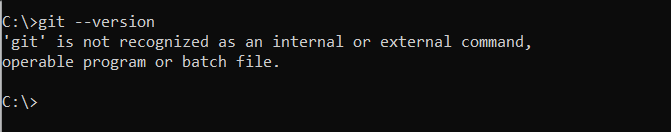 C:\>git --version
'git' is not recognized as an internal or external command,
operable program or batch file.
C:\>